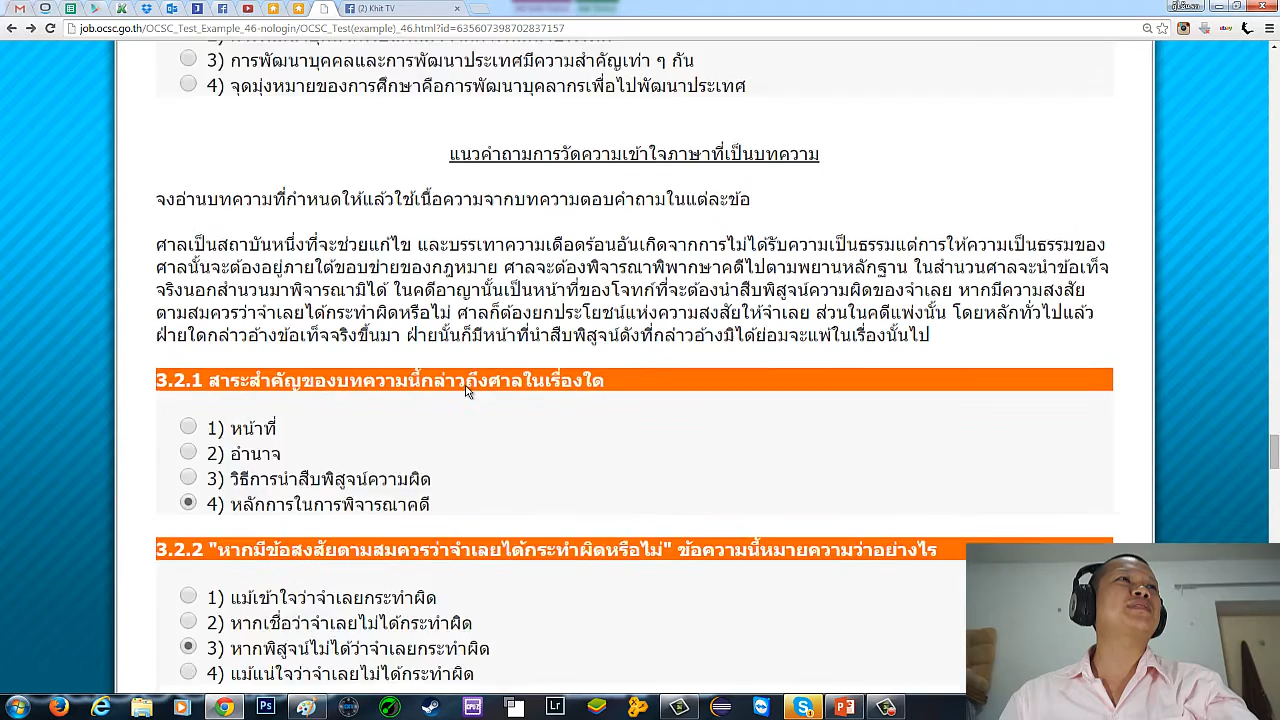 (2) Khit TV
job.ocsc.go.th/OCSC_Test_Example_46-nologin/OCSC_Test(example)_46.html?id=635607398702837157
3) การพัฒนาบุคคลและการพัฒนาประเทศมีความสำคัญเท่า ๆ กัน
4) จุดมุ่งหมายของการศึกษาคือการพัฒนาบุคลากรเพื่อไปพัฒนาประเทศ
แนวคำถามการวัดความเข้าใจภาษาที่เป็นบทความ
จงอ่านบทความที่กำหนดให้แล้วใช้เนื้อความจากบทความตอบคำถามในแต่ละข้อ
ศาลเป็นสถาบันหนึ่งที่จะช่วยแก้ไข และบรรเทาความเดือดร้อนอันเกิดจากการไม่ได้รับความเป็นธรรมแต่การให้ความเป็นธรรมของ
ศาลนั้นจะต้องอยู่ภายใต้ขอบข่ายของกฎหมาย ศาลจะต้องพิจารณาพิพากษาคดีไปตามพยานหลักฐาน ในสำนวนศาลจะนำข้อเท็จ
จริงนอกสำนวนมาพิจารณามิได้ ในคดีอาญานั้นเป็นหน้าที่ของโจทก์ที่จะต้องนำสืบพิสูจน์ความผิดของจำเลย หากมีความสงสัย
ตามสมควรว่าจำเลยได้กระทำผิดหรือไม่ ศาลก็ต้องยกประโยชน์แห่งความสงสัยให้จำเลย ส่วนในคดีแพ่งนั้น โดยหลักทั่วไปแล้ว
ฝ่ายใดกล่าวอ้างข้อเท็จจริงขึ้นมา ฝ่ายนั้นก็มีหน้าที่นำสืบพิสูจน์ดังที่กล่าวอ้างมิได้ย่อมจะแพ้ในเรื่องนั้นไป
3.2.1 สาระสำคัญของบทความนี้กล่าวถึงศาลในเรื่องใด
1) หน้าที่
2) อำนาจ
3) วิธีการนำสืบพิสูจน์ความผิด
4) หลักการในการพิจารณาคดี
3.2.2 "หากมีข้อสงสัยตามสมควรว่าจำเลยได้กระทำผิดหรือไม่" ข้อความนี้หมายความว่าอย่างไร
1) แม้เข้าใจว่าจำเลยกระทำผิด
2) หากเชื่อว่าจำเลยไม่ได้กระทำผิด
3) หากพิสูจน์ไม่ได้ว่าจำเลยกระทำผิด
4) แม้แน่ใจว่าจำเลยไม่ได้กระทำผิด